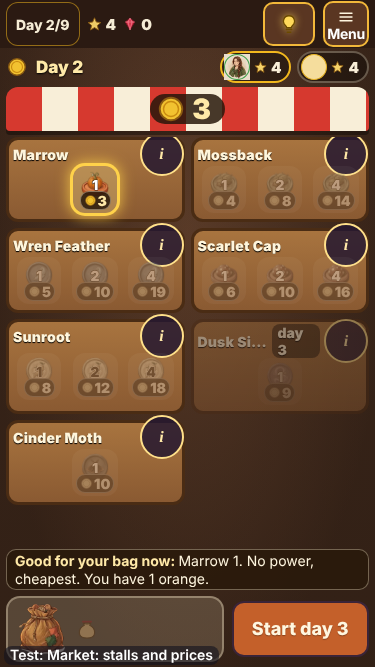 Day 2/9
4
0
Menu
Day 2
4
4
3
Marrow
i
1
3
Mossback
i
1
2
4
4
8
14
Wren Feather
i
1
2
4
5
10
19
Scarlet Cap
i
1
2
4
6
10
16
Sunroot
i
1
2
4
8
12
18
Dusk Si...
day
3
i
1
9
Cinder Moth
i
1
10
Good for your bag now: Marrow 1. No power,
cheapest. You have 1 orange.
Start day 3
Test: Market: stalls and prices